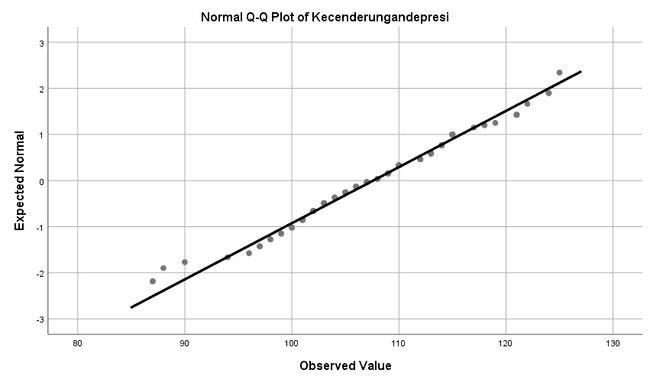 Normal Q-Q Plot of Kecenderungandepresi
3
2
1
0
-1
-2
-3
Expected Normal
80 90 100 110 120 130
Observed Value